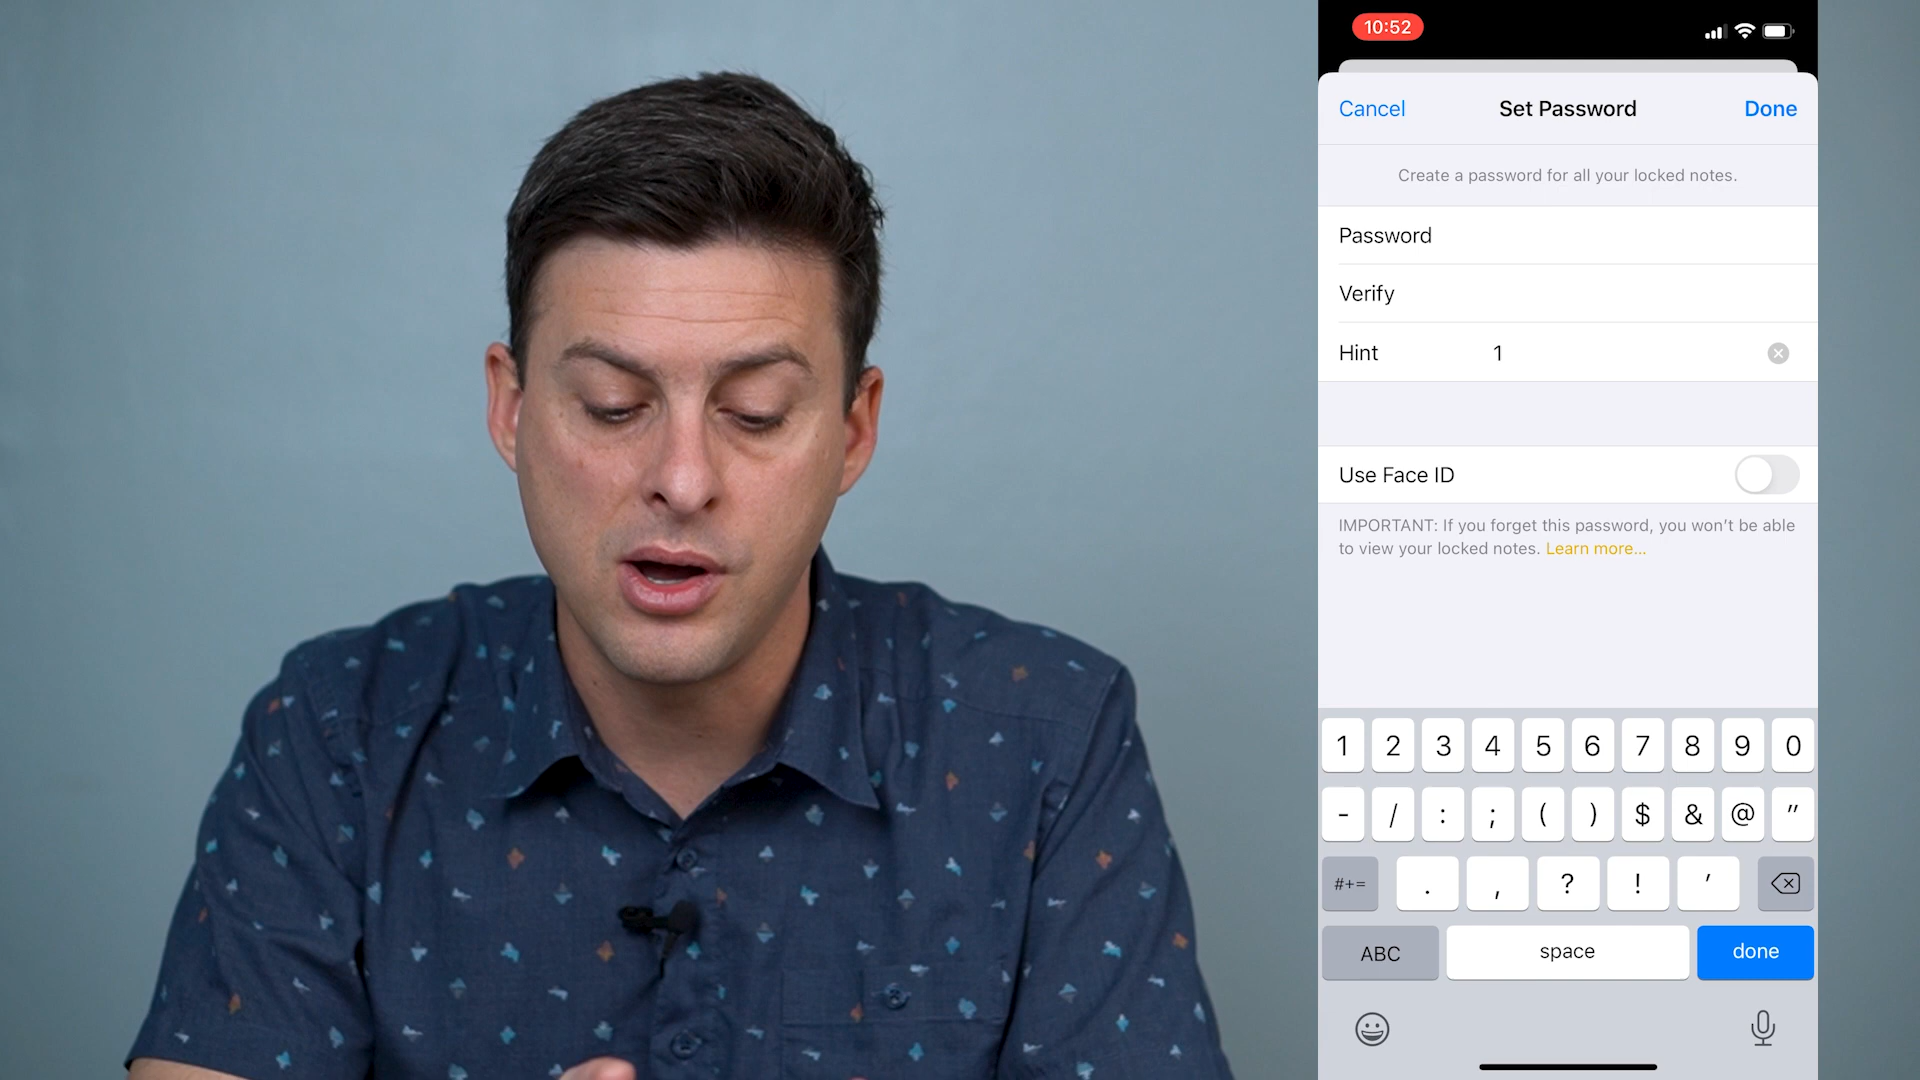 10:52
Cancel Set Password Done
Create a password for all your locked notes.
Password
Verify
Hint 1
Use Face ID
IMPORTANT: If you forget this password, you won't be able
to view your locked notes. Learn more...
1 2 3 4 5 6 7 8 9 0
- / : ; ( ) $ & @ "
#+= . , ? ! '
ABC space done